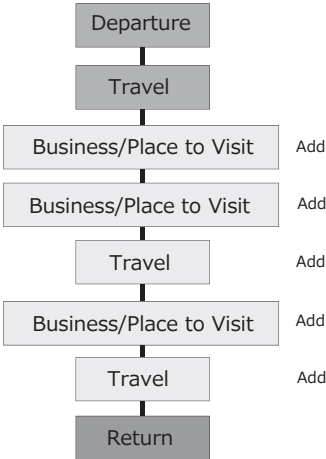 Departure
Travel
Business/Place to Visit Add
Business/Place to Visit Add
Travel Add
Business/Place to Visit Add
Travel Add
Return